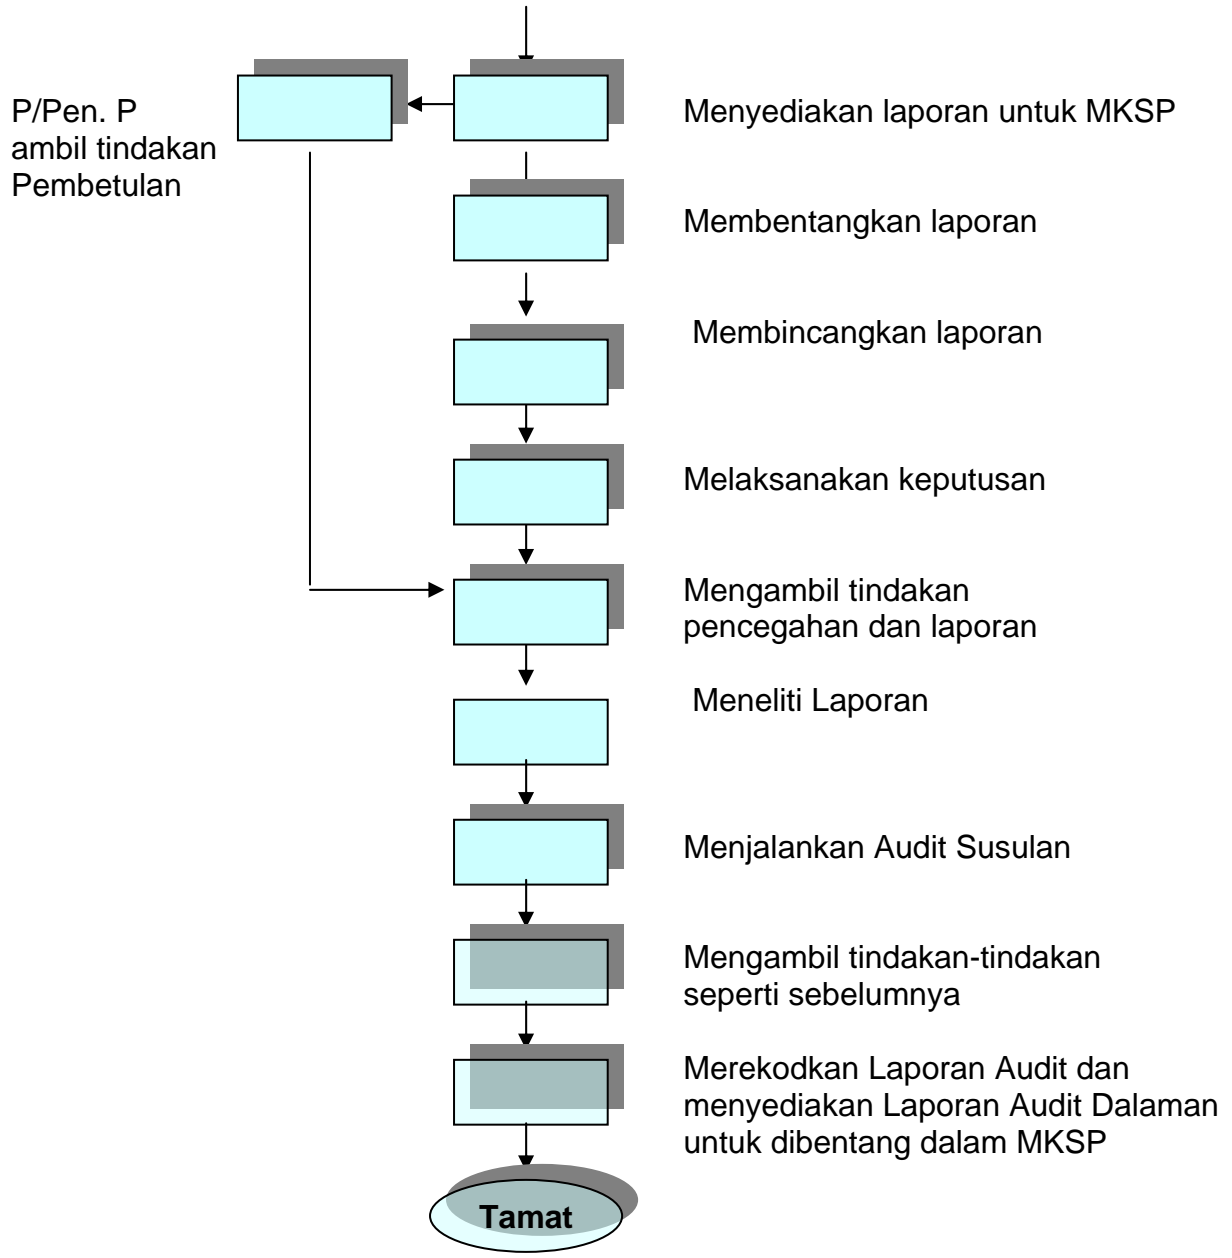 P/Pen. P
ambil tindakan
Pembetulan
Menyediakan laporan untuk MKSP
Membentangkan laporan
Membincangkan laporan
Melaksanakan keputusan
Mengambil tindakan
pencegahan dan laporan
Meneliti Laporan
Menjalankan Audit Susulan
Mengambil tindakan-tindakan
seperti sebelumnya
Merekodkan Laporan Audit dan
menyediakan Laporan Audit Dalaman
untuk dibentang dalam MKSP
Tamat